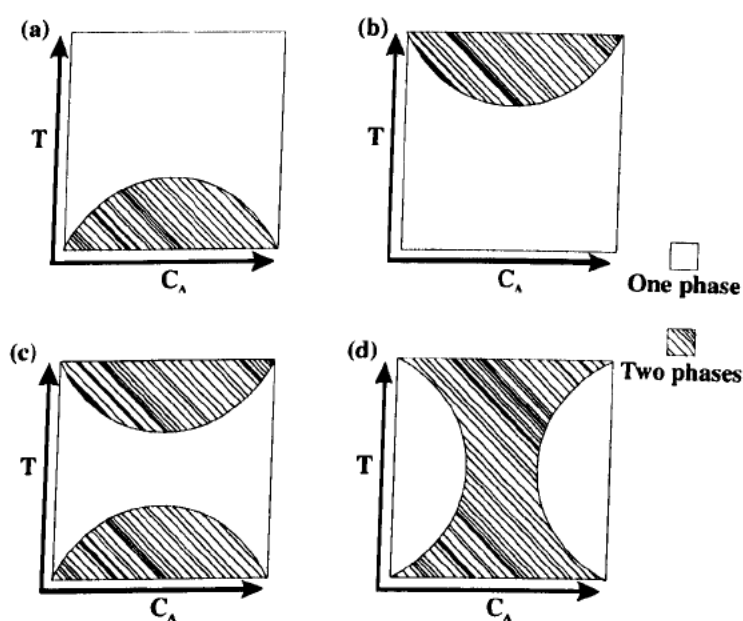 (a)
T
C_A
(b)
T
C_A
One phase
Two phases
(c)
T
C_A
(d)
T
C_A